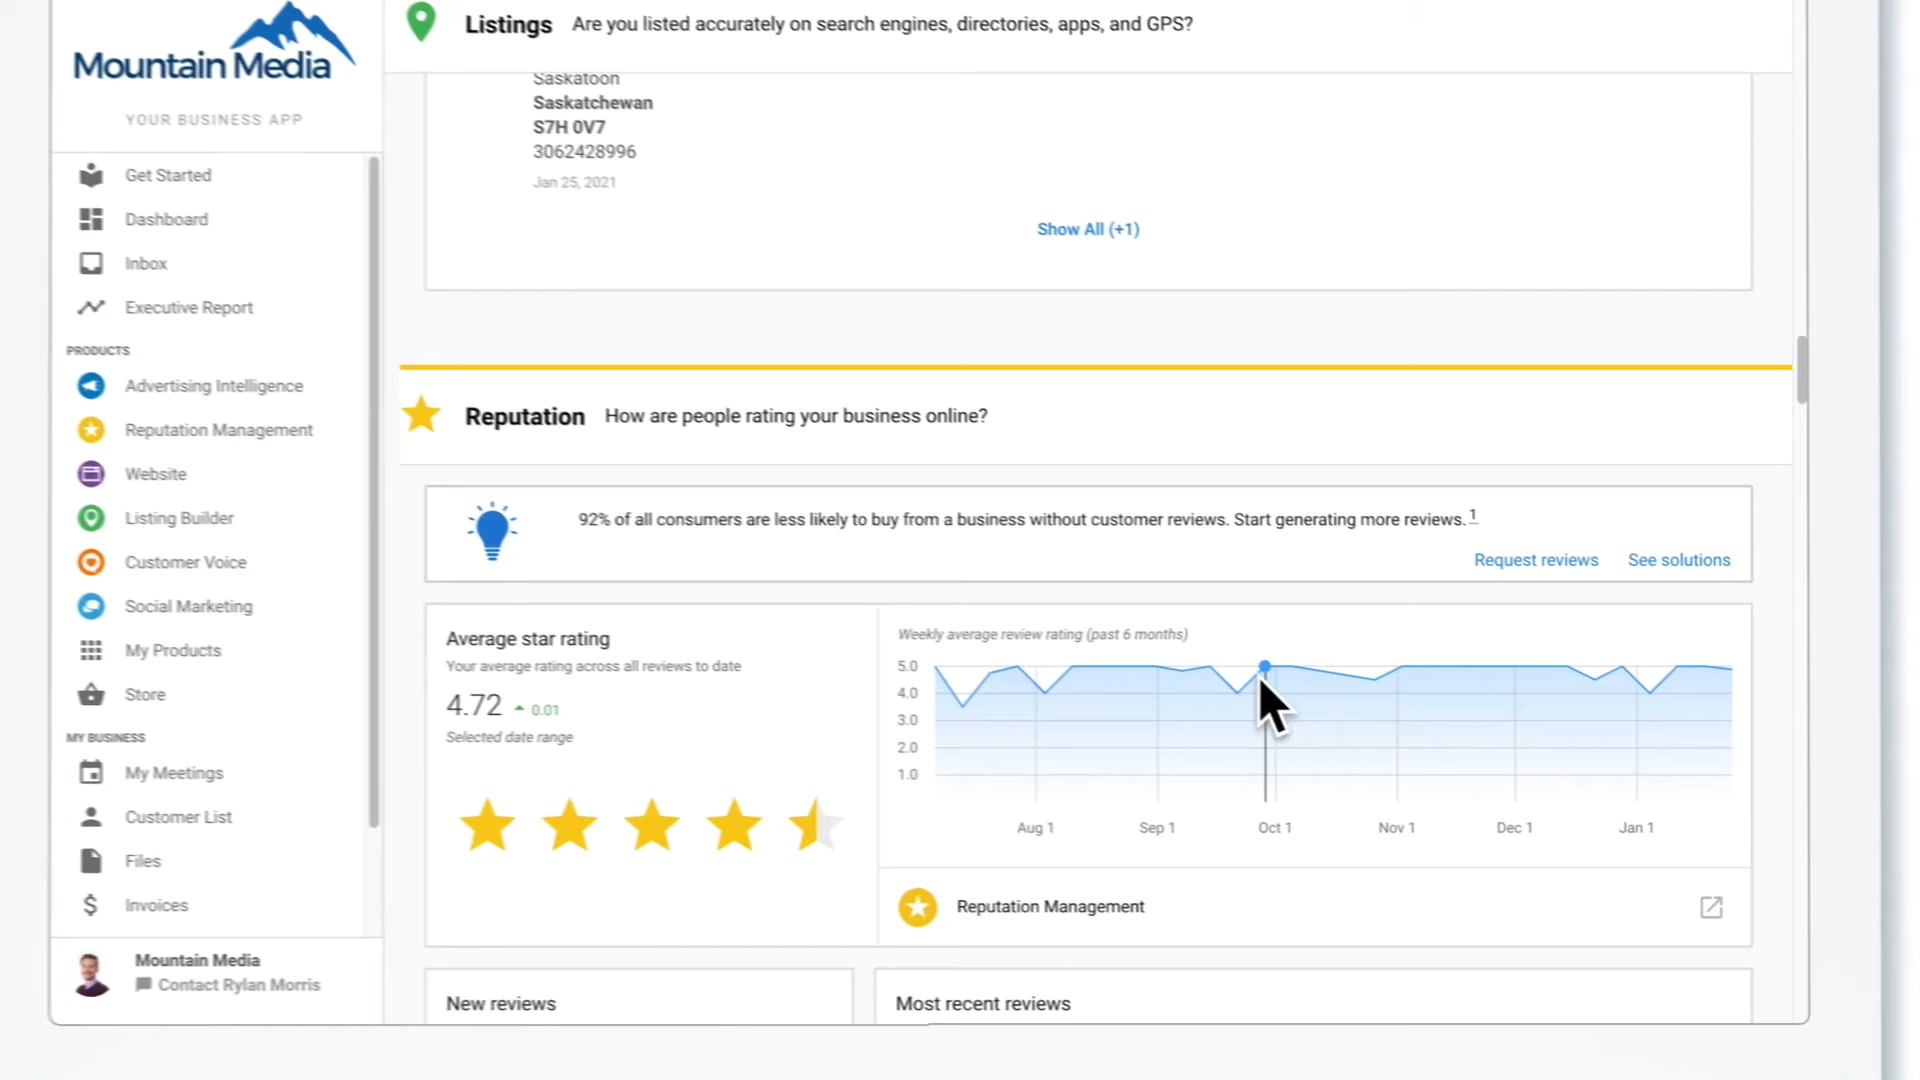 Mountain Media
YOUR BUSINESS APP
Get Started
Dashboard
Inbox
Executive Report
PRODUCTS
Advertising Intelligence
Reputation Management
Website
Listing Builder
Customer Voice
Social Marketing
My Products
Store
MY BUSINESS
My Meetings
Customer List
Files
Invoices
Mountain Media
Contact Rylan Morris
Listings Are you listed accurately on search engines, directories, apps, and GPS?
Saskatoon
Saskatchewan
S7H 0V7
3062428996
Jan 25, 2021
Show All (+1)
Reputation How are people rating your business online?
92% of all consumers are less likely to buy from a business without customer reviews. Start generating more reviews. 1
Request reviews See solutions
Average star rating
Your average rating across all reviews to date
4.72 0.01
Selected date range
Weekly average review rating (past 6 months)
5.0
4.0
3.0
2.0
1.0
Aug 1 Sep 1 Oct 1 Nov 1 Dec 1 Jan 1
Reputation Management
New reviews
Most recent reviews